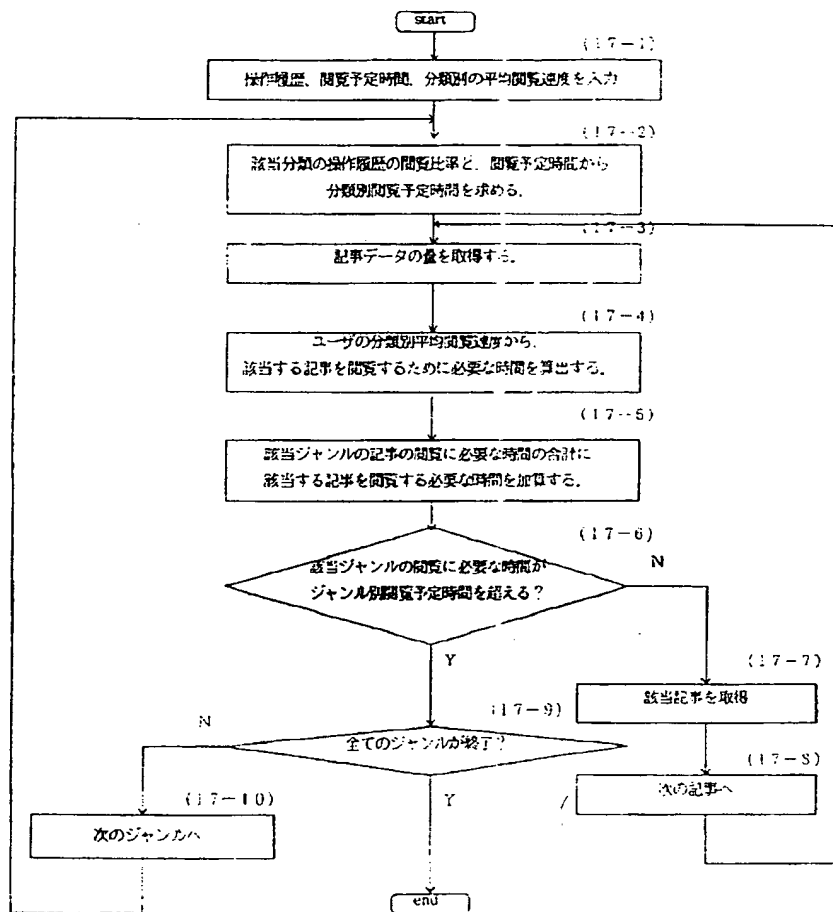 start
(17-1)
操作履歴、閲覧予定時間、分類別の平均閲覧速度を入力
(17-2)
該当分類の操作履歴の閲覧比率と、閲覧予定時間から
分類別閲覧予定時間を求める。
(17-3)
記事データの量を取得する。
(17-4)
ユーザの分類別平均閲覧速度から、
該当する記事を閲覧するために必要な時間を算出する。
(17-5)
該当ジャンルの記事の閲覧に必要な時間の合計に
該当する記事を閲覧する必要な時間を加算する。
(17-6)
該当ジャンルの閲覧に必要な時間が
ジャンル別閲覧予定時間を超える?
N
Y
(17-7)
該当記事を取得
(17-9)
N
全てのジャンルが終了?
(17-8)
次の記事へ
(17-10)
Y
次のジャンルへ
end